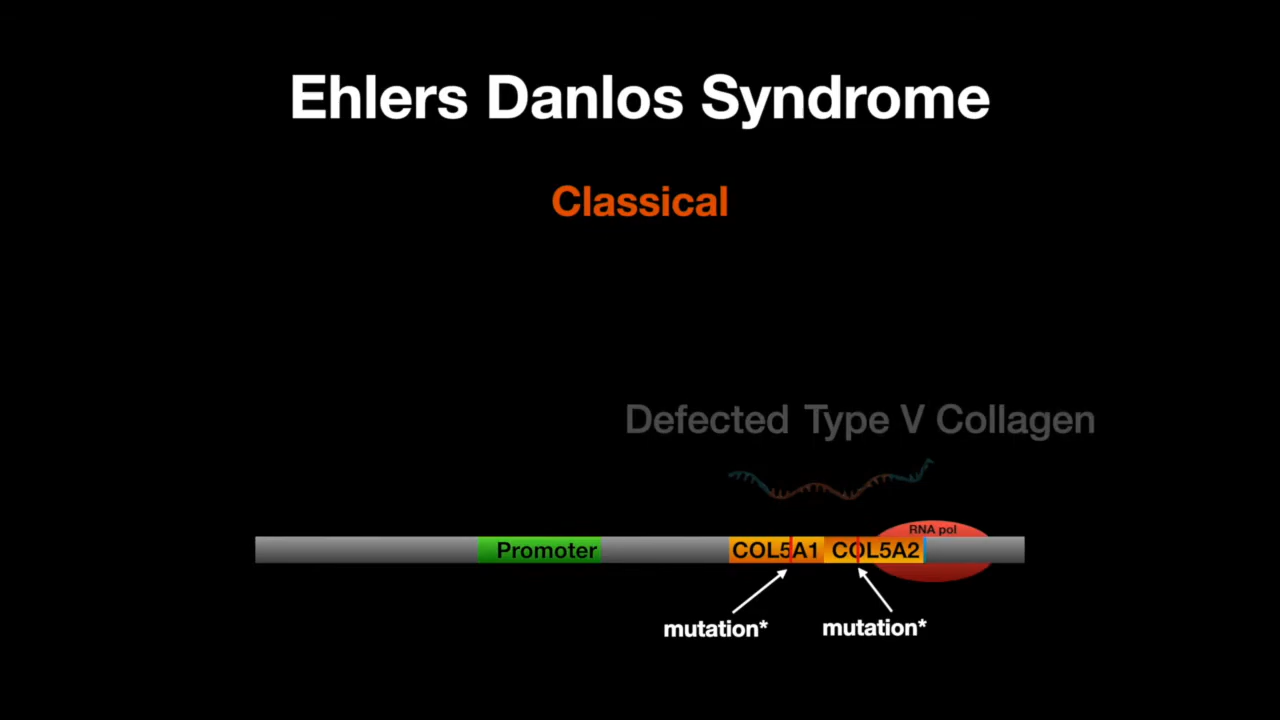 Ehlers Danlos Syndrome
Classical
Defected Type V Collagen
RNA pol
Promoter COL5A1 COL5A2
mutation* mutation*